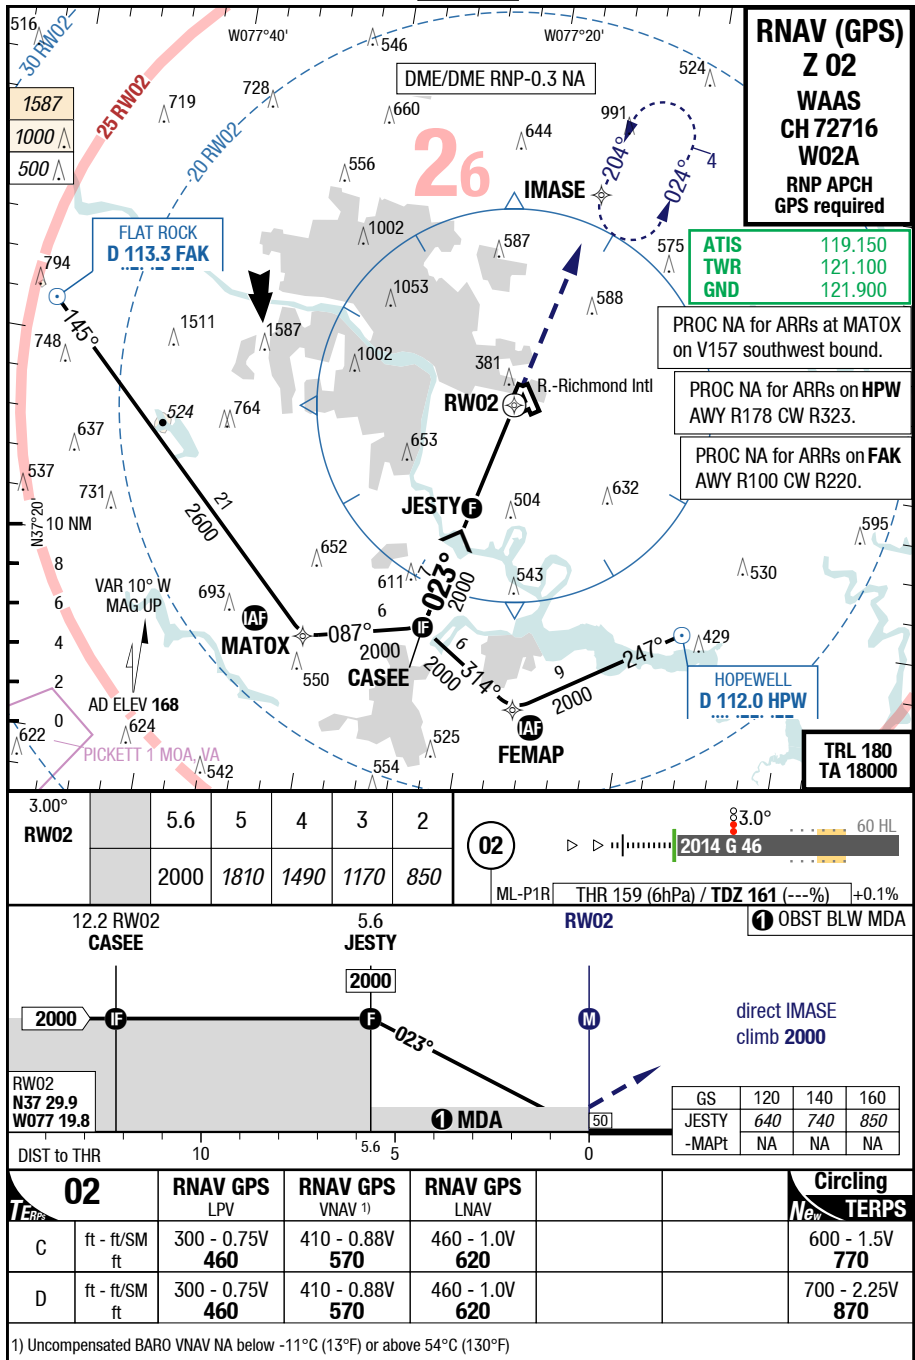 516
30 RW02
W077°40'
546
W077°20'
524
RNAV (GPS)
Z 02
WAAS
CH 72716
W02A
RNP APCH
GPS required
DME/DME RNP-0.3 NA
1587
1000
500
25 RW02
719
728
20 RW02
660
26
991
644
556
204°
024°
4
IMASE
FLAT ROCK
D 113.3 FAK
1002
587
575
ATIS 119.150
TWR 121.100
GND 121.900
794
1053
588
145°
1511
1587
748
1002
381
R.-Richmond Intl
RW02
PROC NA for ARRs at MATOX
on V157 southwest bound.
PROC NA for ARRs on HPW
AWY R178 CW R323.
PROC NA for ARRs on FAK
AWY R100 CW R220.
764
524
637
653
537
731
21
2600
JESTY F
504
632
595
N37°20'
10 NM
8
6
4
2
0
652
611
023°
7
2000
543
530
VAR 10° W
MAG UP
693
IAF
MATOX
087°
6
2000
IF
CASEE
550
6
314°
2000
9
2000
247°
429
HOPEWELL
D 112.0 HPW
IAF
FEMAP
AD ELEV 168
624
622
PICKETT 1 MOA, VA
542
525
554
TRL 180
TA 18000
3.00°
RW02
5.6 5 4 3 2
2000 1810 1490 1170 850
02
3.0°
60 HL
2014 G 46
ML-P1R
THR 159 (6hPa) / TDZ 161 (---%)
+0.1%
12.2 RW02
CASEE
5.6
JESTY
RW02
1 OBST BLW MDA
2000
2000
IF
F
M
023°
direct IMASE
climb 2000
RW02
N37 29.9
W077 19.8
1 MDA
50
GS 120 140 160
JESTY 640 740 850
-MAPt NA NA NA
DIST to THR 10 5.6 5 0
TERPS 02
RNAV GPS
LPV
RNAV GPS
VNAV 1)
RNAV GPS
LNAV
Circling
New TERPS
C ft - ft/SM 300 - 0.75V 410 - 0.88V 460 - 1.0V 600 - 1.5V
ft 460 570 620 770
D ft - ft/SM 300 - 0.75V 410 - 0.88V 460 - 1.0V 700 - 2.25V
ft 460 570 620 870
1) Uncompensated BARO VNAV NA below -11°C (13°F) or above 54°C (130°F)